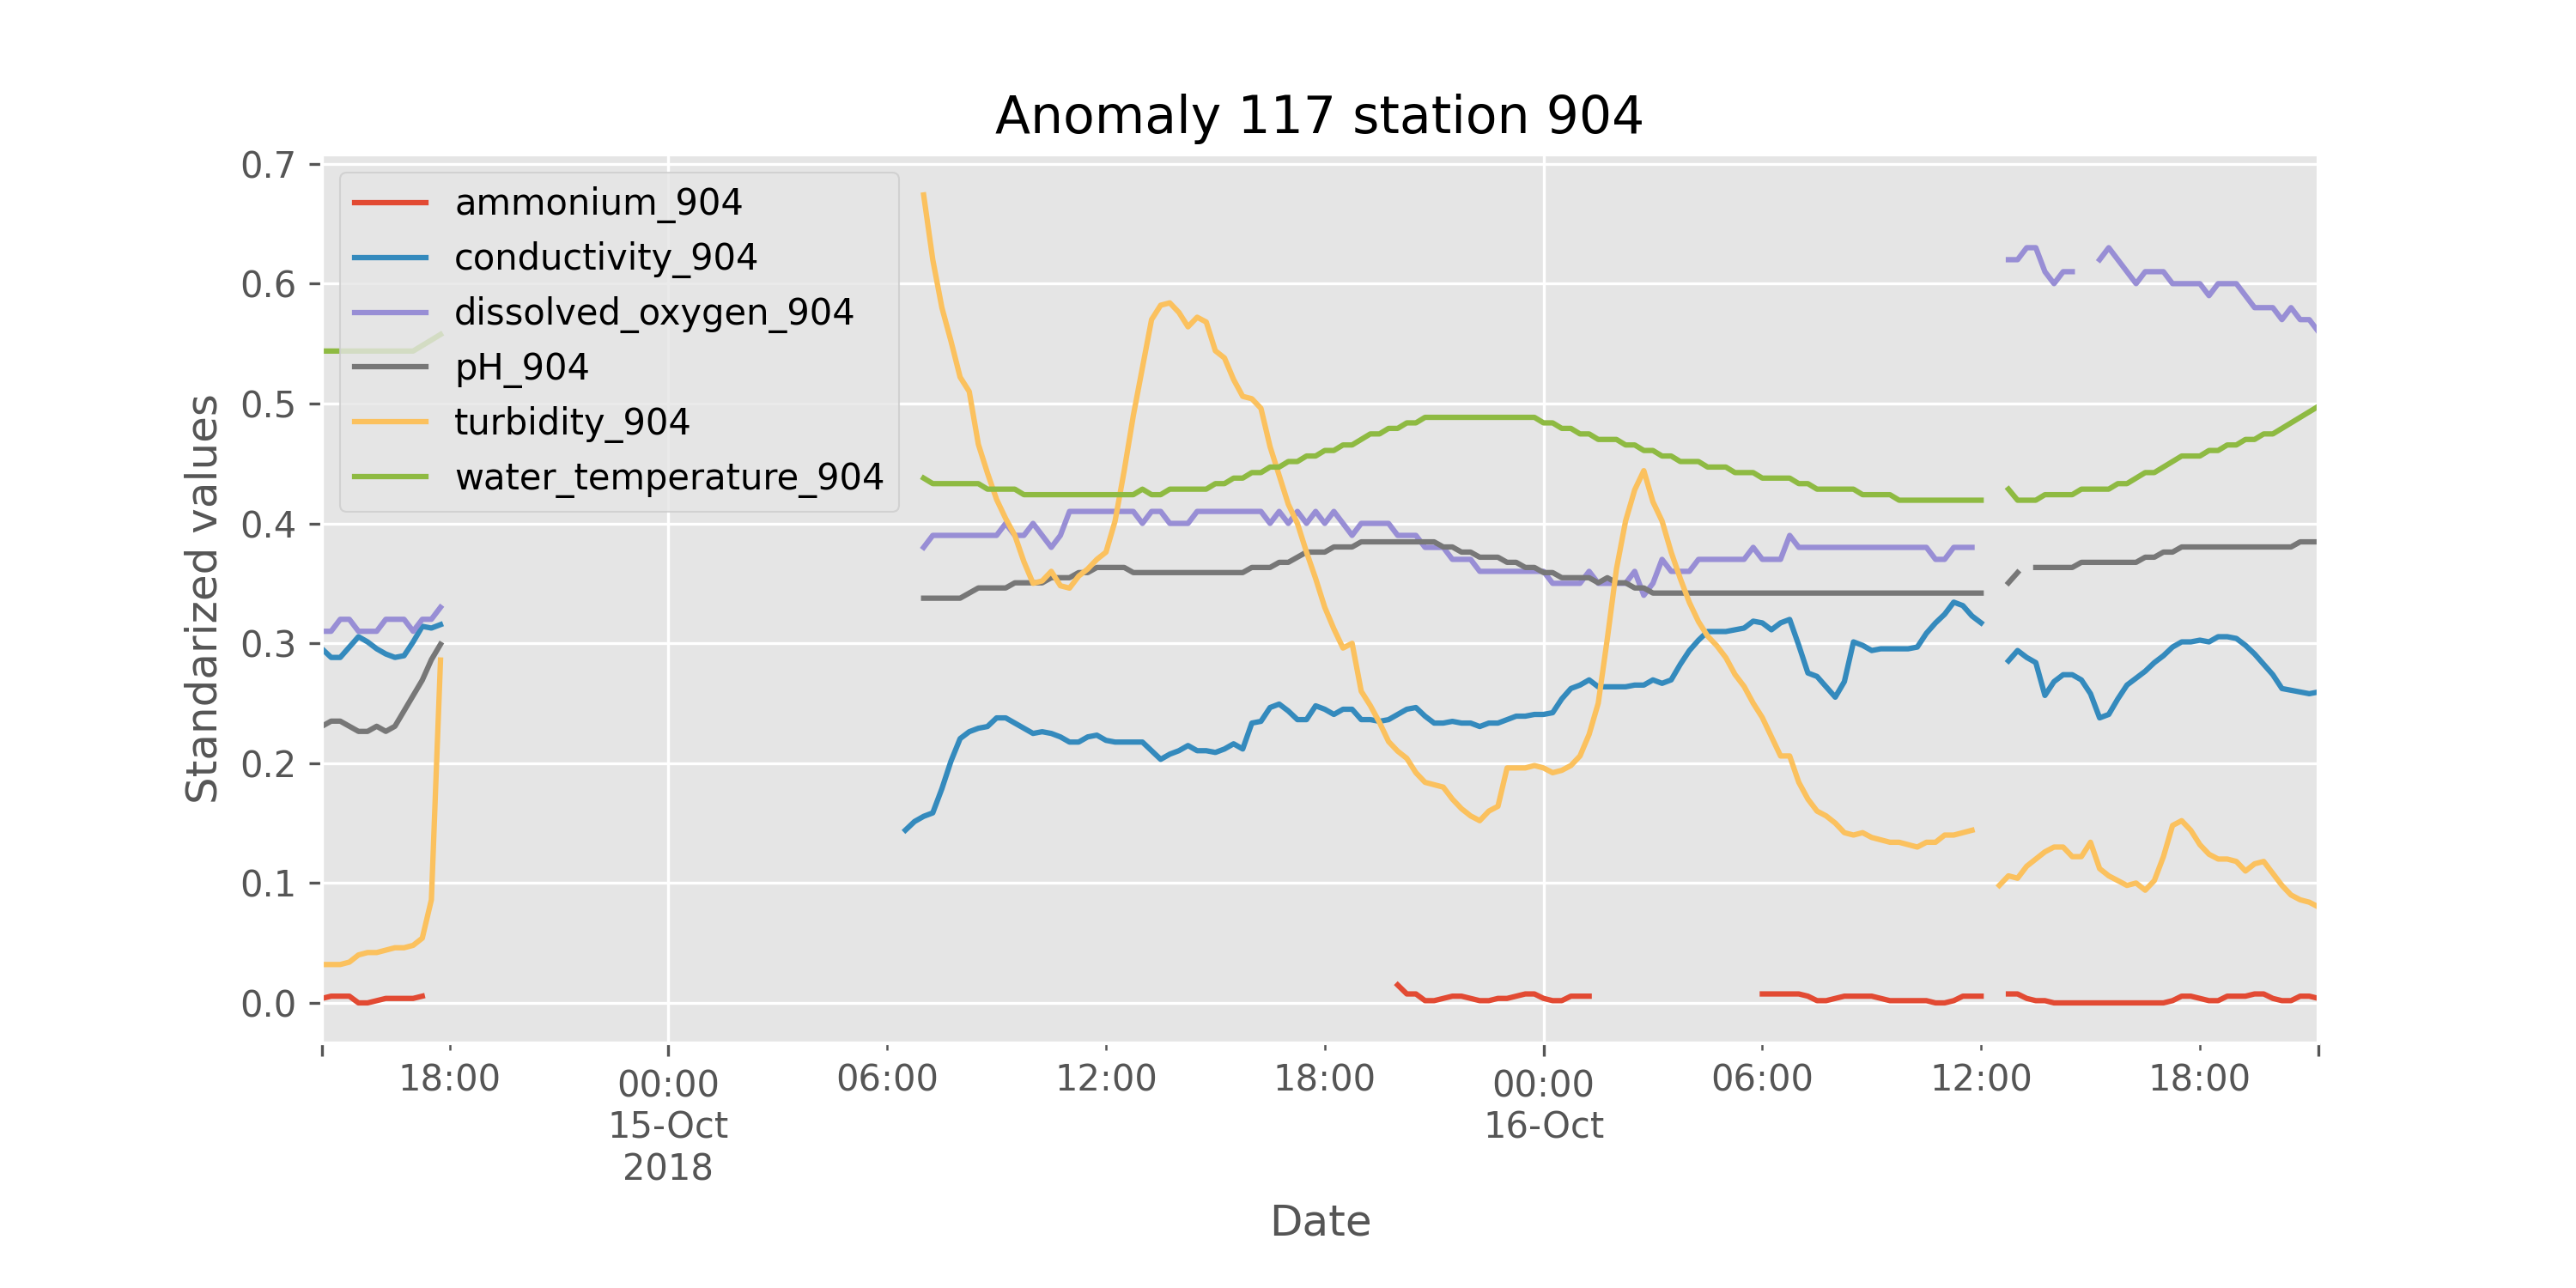 Anomaly 117 station 904
0.7
0.6
0.5
0.4
0.3
0.2
0.1
0.0
Standarized values
ammonium_904
conductivity_904
dissolved_oxygen_904
pH_904
turbidity_904
water_temperature_904
18:00
00:00
15-Oct
2018
06:00
12:00
18:00
00:00
16-Oct
06:00
12:00
18:00
Date